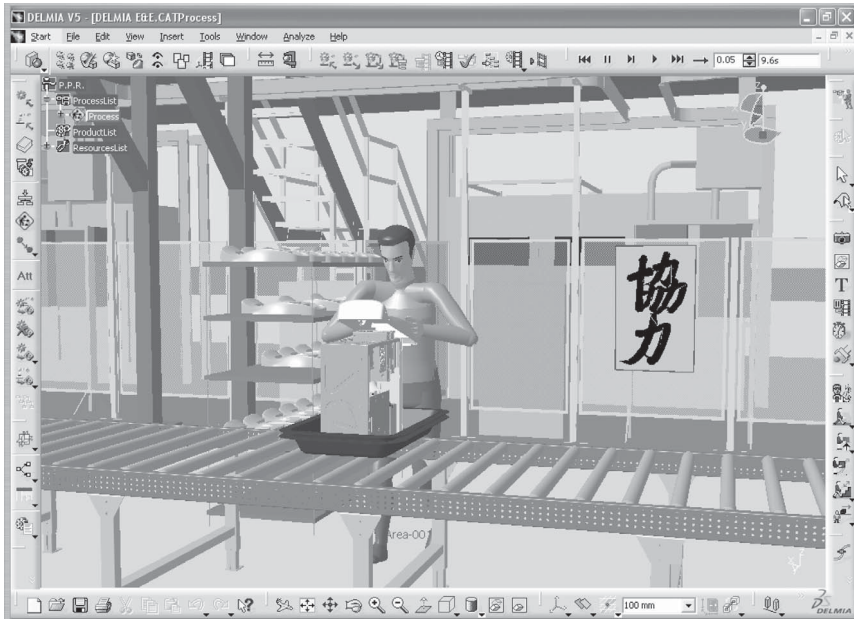 DELMIA V5 - [DELMIA E&E.CATProcess]
Start File Edit View Insert Tools Window Analyze Help
0.05 9.6s
P.P.R.
ProcessList
Process
ProductList
ResourcesList
Att
T
協
力
Area-001
100 mm
DELMIA